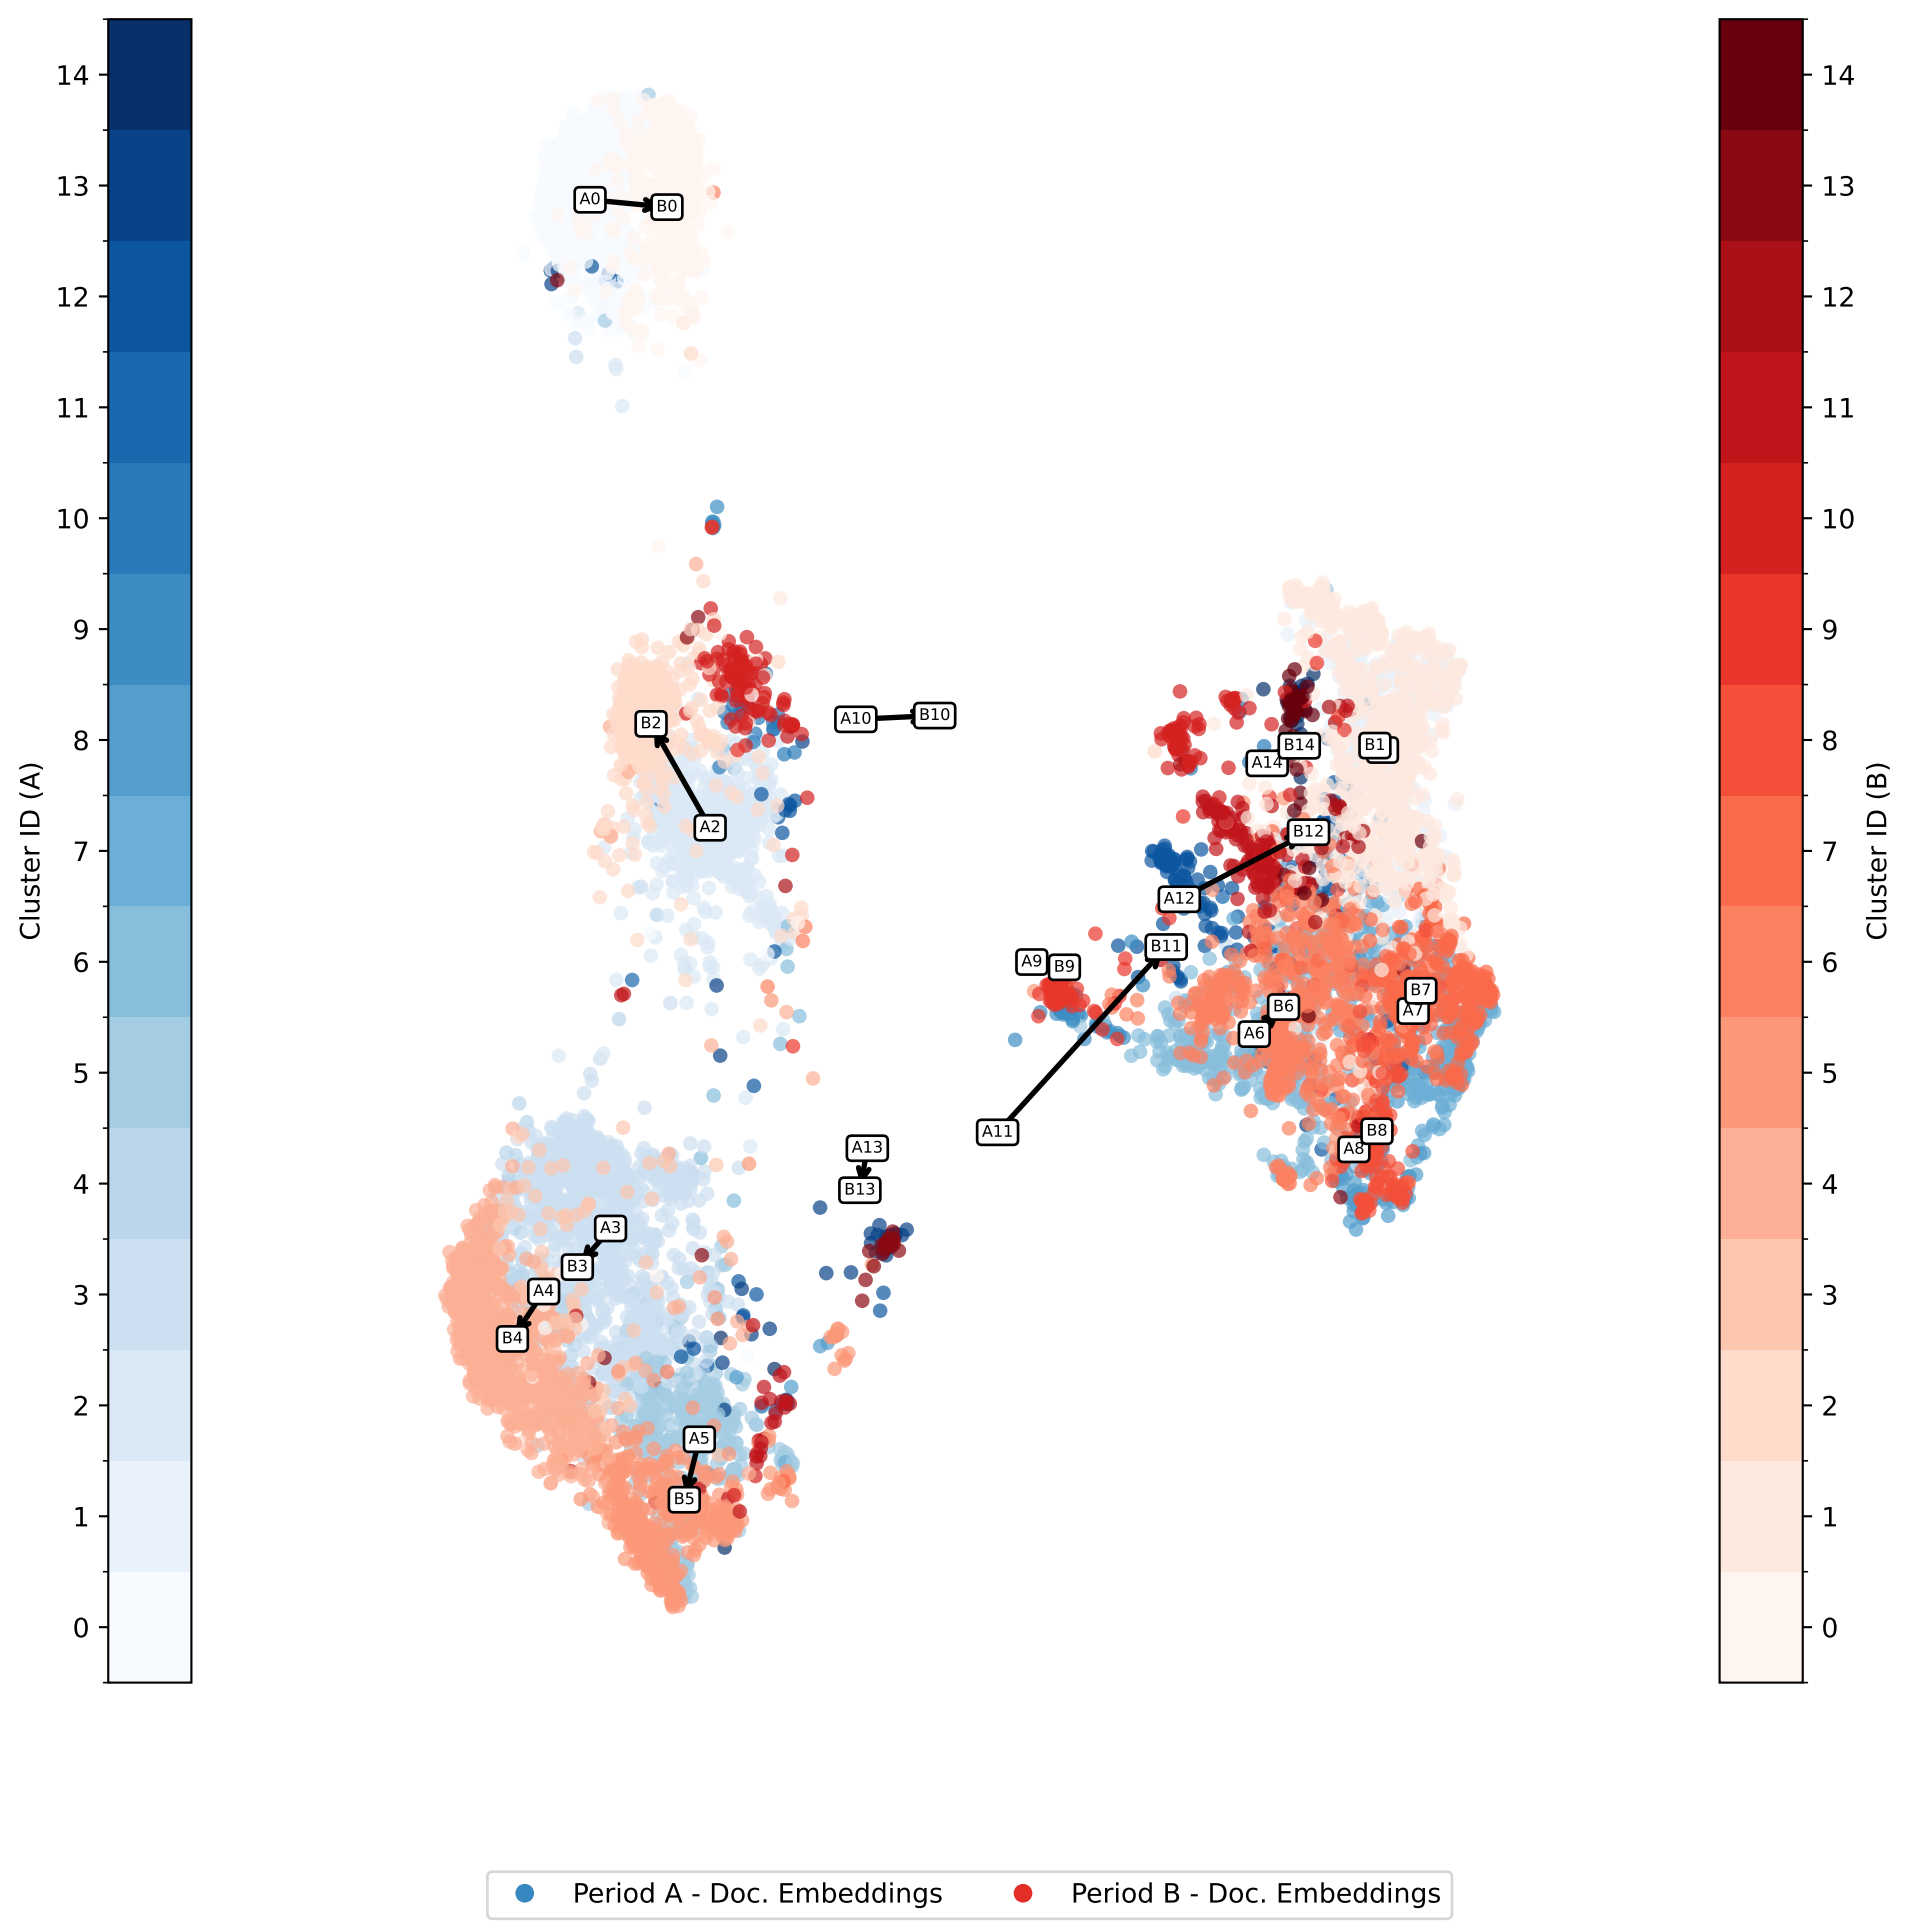 14
13
12
11
10
9
8
7
6
5
4
3
2
1
0
Cluster ID (A)
A0
B0
B2
A2
A10
B10
B14
A14
B1
B12
A12
B11
A9
B9
B7
A7
B6
A6
A11
B8
A8
A13
B13
A3
B3
A4
B4
A5
B5
14
13
12
11
10
9
8
7
6
5
4
3
2
1
0
Cluster ID (B)
Period A - Doc. Embeddings
Period B - Doc. Embeddings